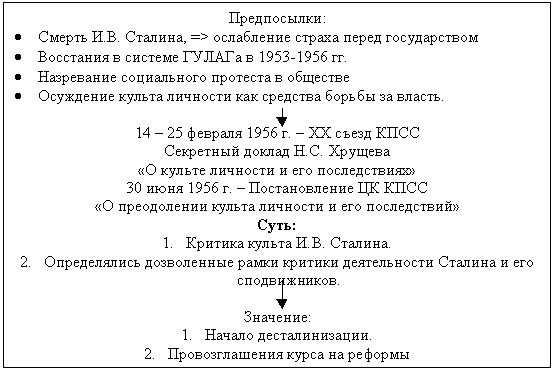 Предпосылки:
• Смерть И.В. Сталина, => ослабление страха перед государством
• Восстания в системе ГУЛАГа в 1953-1956 гг.
• Назревание социального протеста в обществе
• Осуждение культа личности как средства борьбы за власть.
14 – 25 февраля 1956 г. – XX съезд КПСС
Секретный доклад Н.С. Хрущева
«О культе личности и его последствиях»
30 июня 1956 г. – Постановление ЦК КПСС
«О преодолении культа личности и его последствий»
Суть:
1. Критика культа И.В. Сталина.
2. Определялись дозволенные рамки критики деятельности Сталина и его
сподвижников.
Значение:
1. Начало десталинизации.
2. Провозглашения курса на реформы